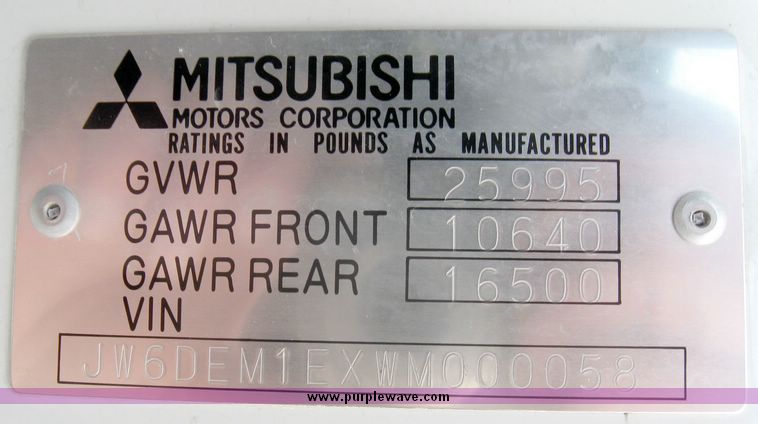 MITSUBISHI
MOTORS CORPORATION
RATINGS IN POUNDS AS MANUFACTURED
GVWR 25995
GAWR FRONT 10640
GAWR REAR 16500
VIN
JW6DEM1EXWM000058
www.purplewave.com